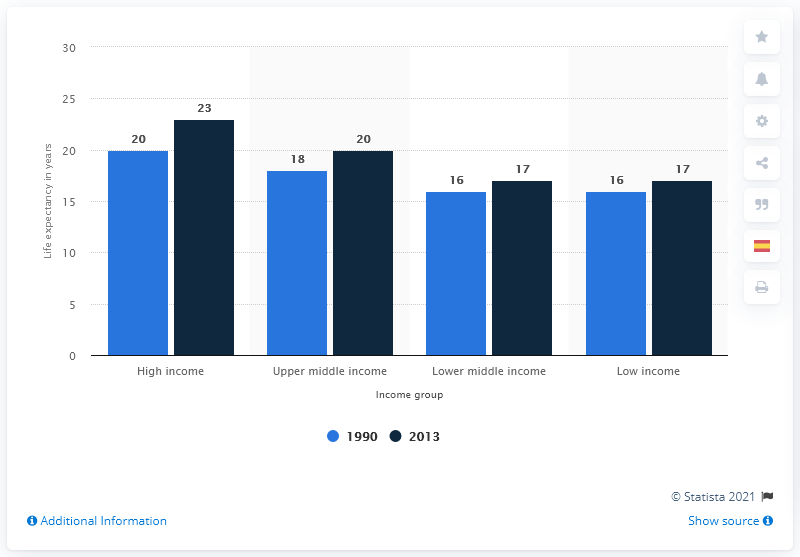 30
25
20
15
10
5
0
Life expectancy in years
20
23
18
20
16
17
16
17
High income
Upper middle income
Lower middle income
Low income
Income group
1990
2013
© Statista 2021
Additional Information
Show source